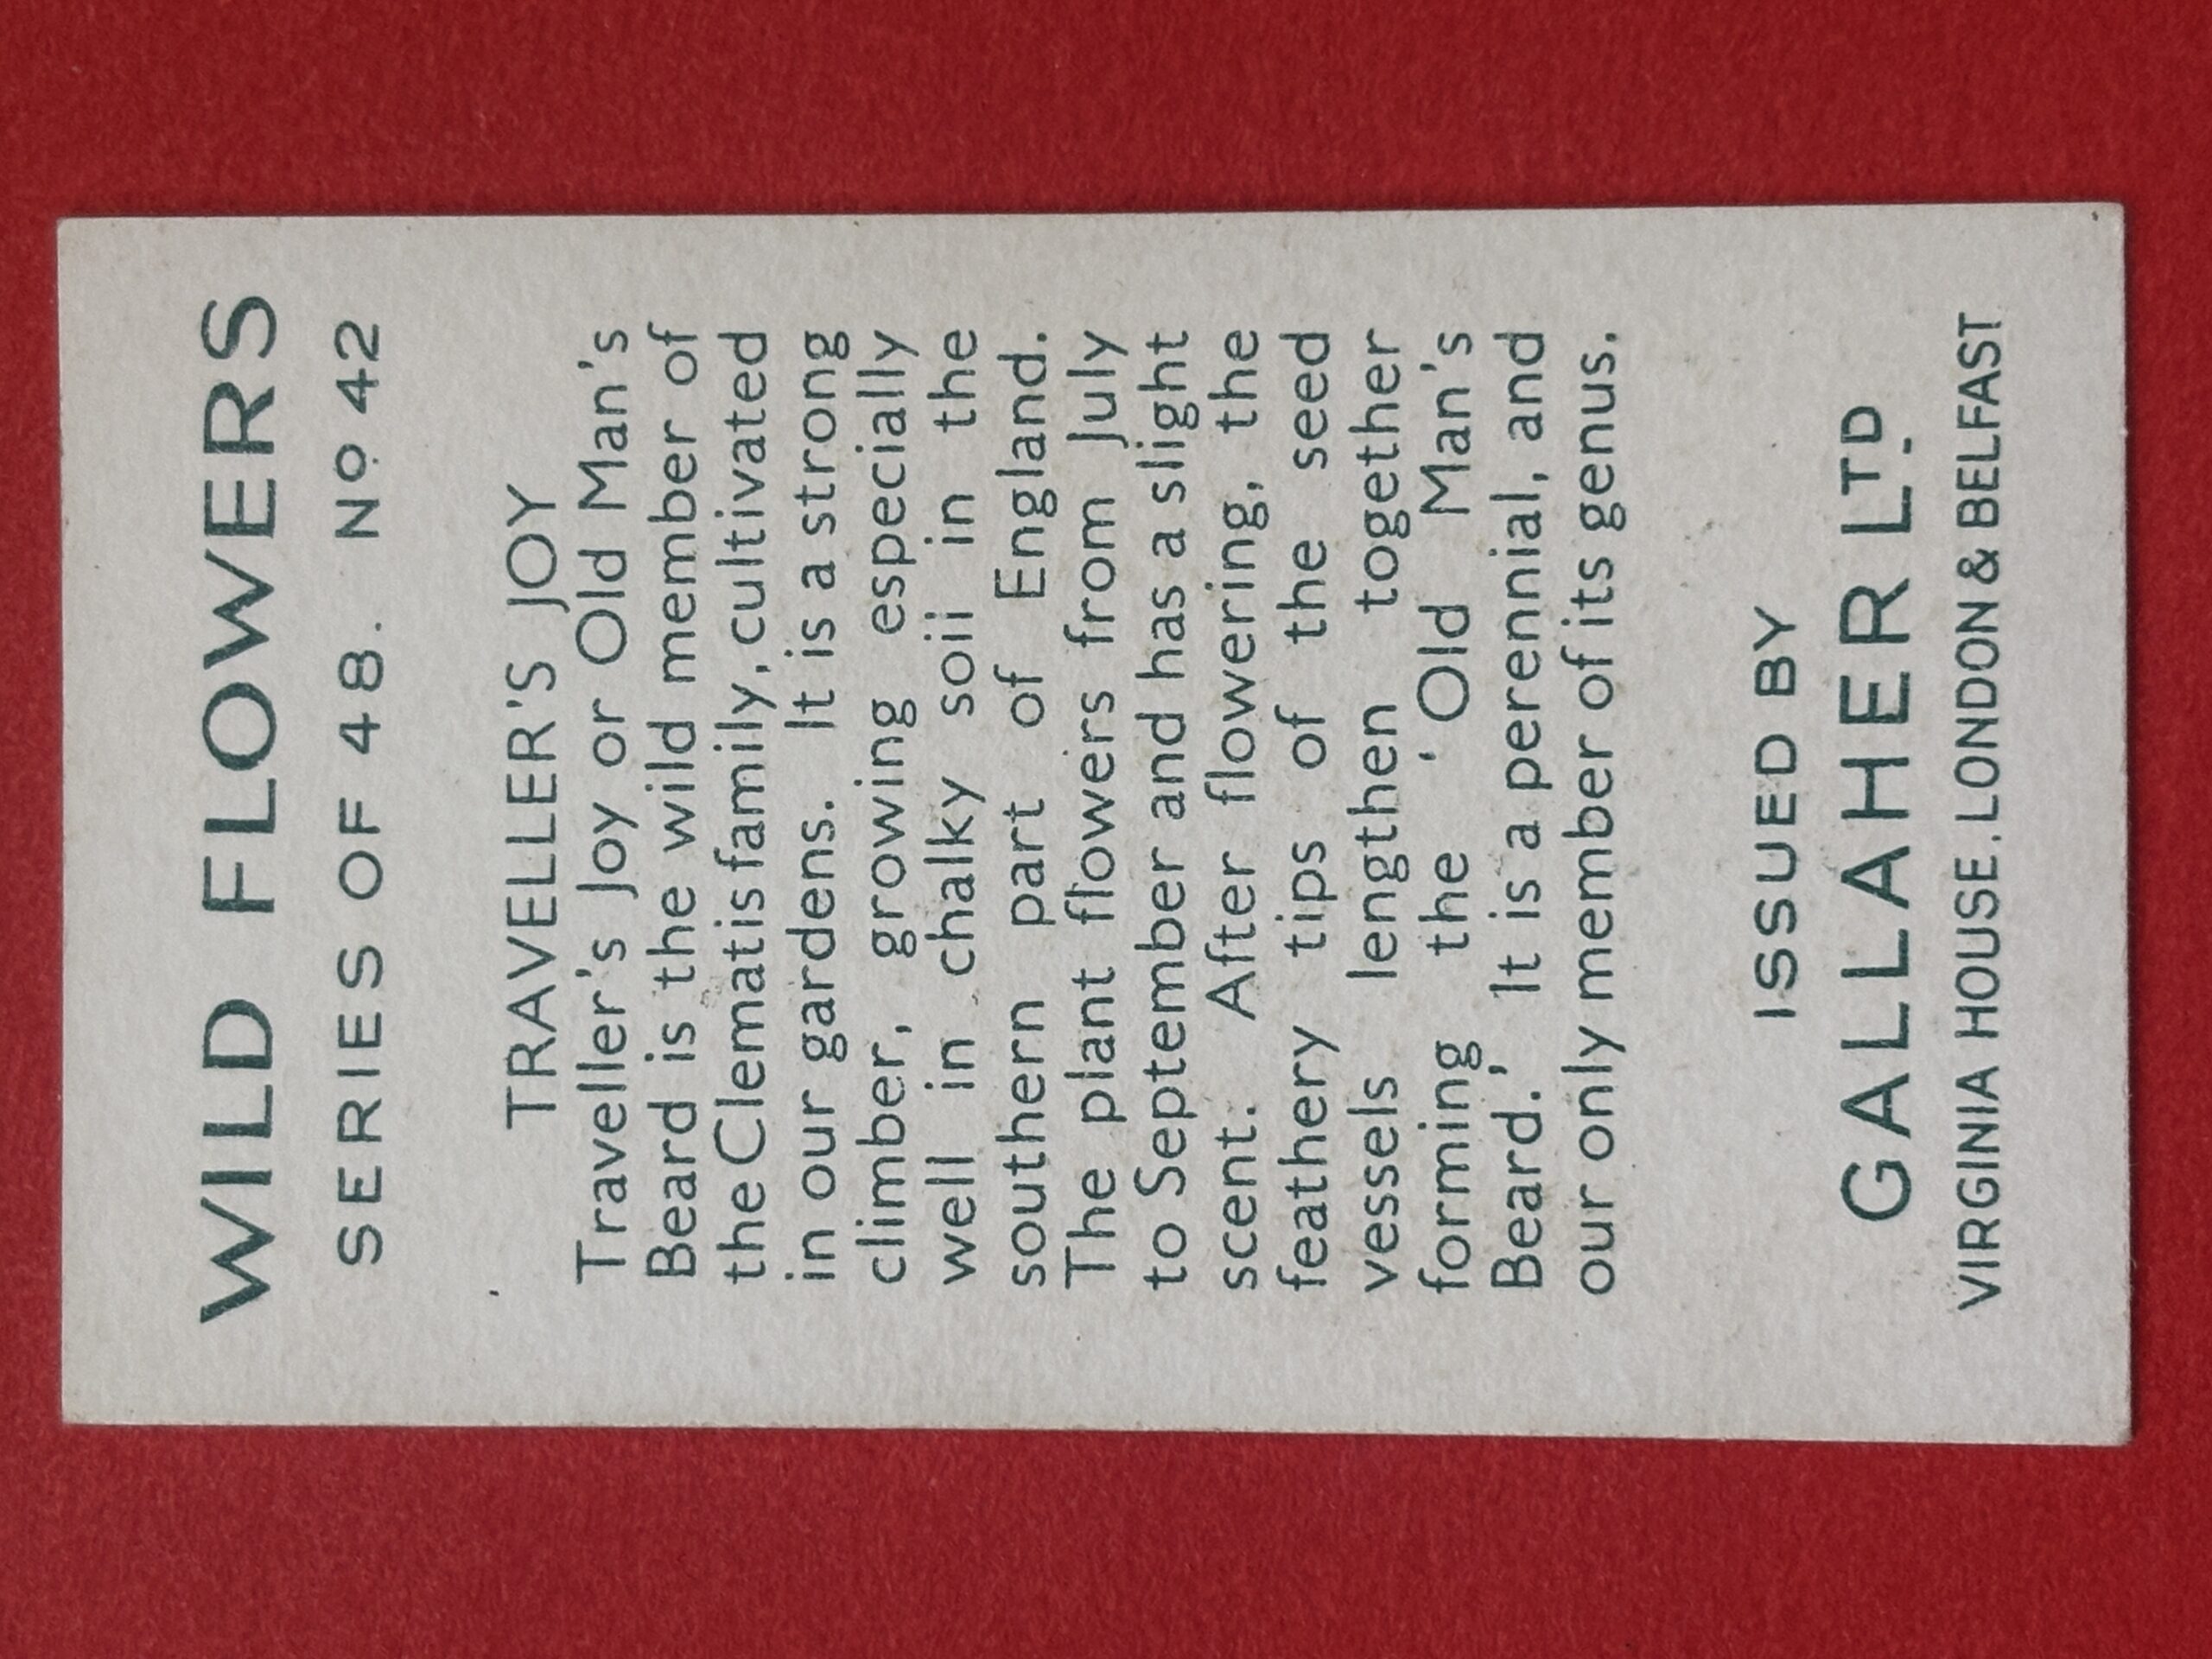 WILD FLOWERS
SERIES OF 48. Nº 42
TRAVELLER'S JOY
Traveller's Joy or Old Man's
Beard is the wild member of
the Clematis family, cultivated
in our gardens. It is a strong
climber, growing especially
well in chalky soil in the
southern part of England.
The plant flowers from July
to September and has a slight
scent. After flowering, the
feathery tips of the seed
vessels lengthen together
forming the 'Old Man's
Beard.' It is a perennial, and
our only member of its genus.
ISSUED BY
GALLAHER LTD.
VIRGINIA HOUSE, LONDON & BELFAST